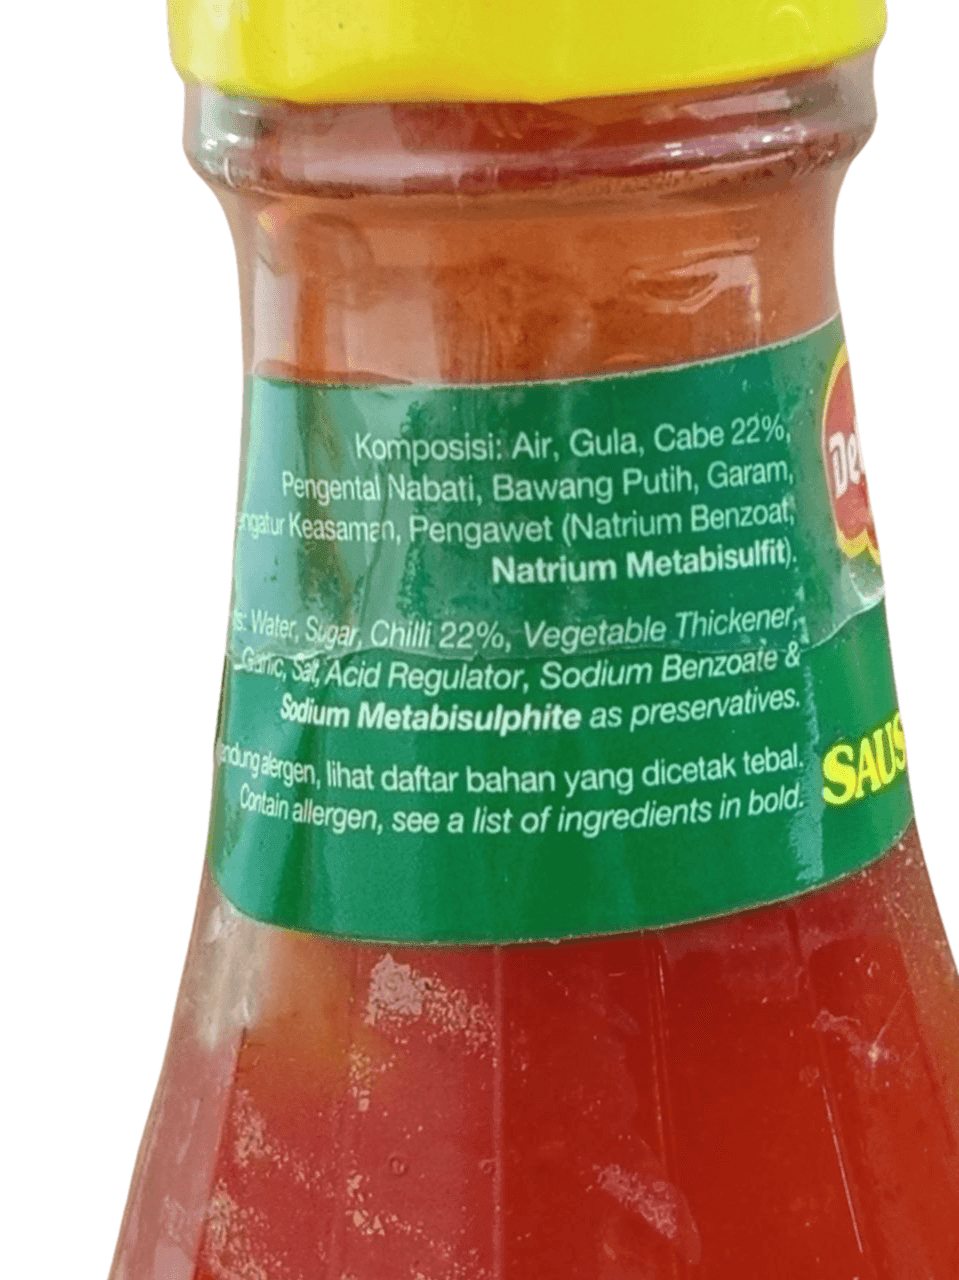 Komposisi: Air, Gula, Cabe 22%,
Pengental Nabati, Bawang Putih, Garam,
Keasaman, Pengawet (Natrium Benzoat,
Natrium Metabisulfit).
Water, Sugar, Chilli 22%, Vegetable Thickener,
Garlic, Salt, Acid Regulator, Sodium Benzoate &
Sodium Metabisulphite as preservatives.
alergen, lihat daftar bahan yang dicetak tebal.
Contain allergen, see a list of ingredients in bold.
De
SAUS